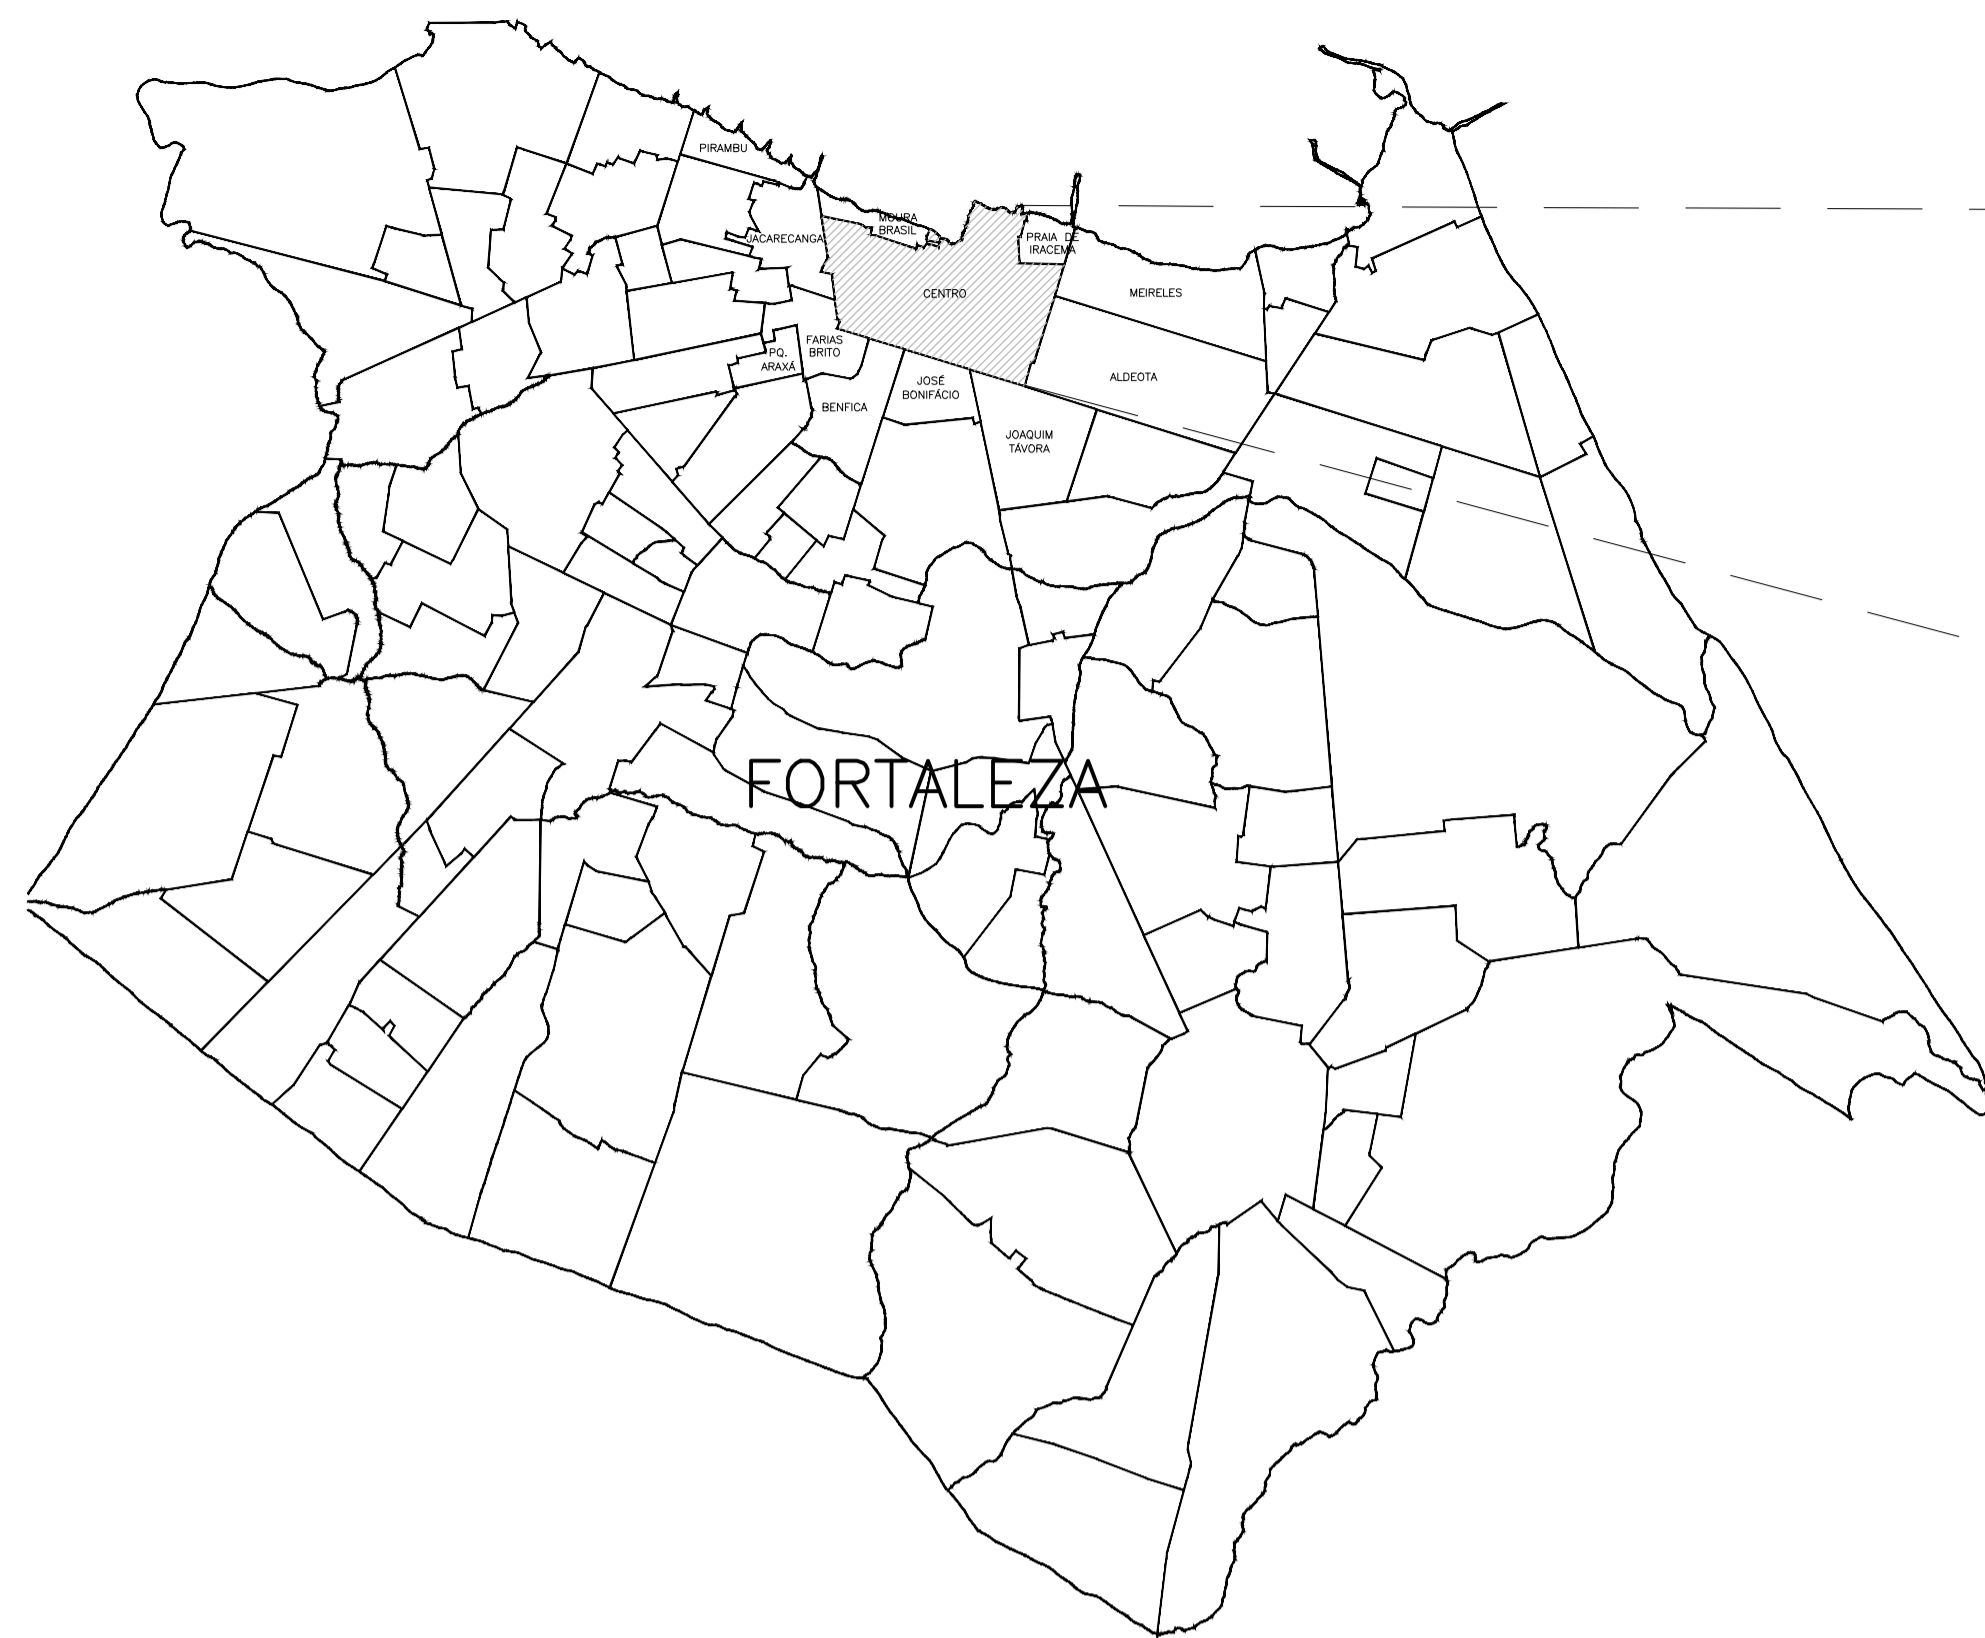 PIRAMBU
MOURA
BRASIL
JACARECANGA
PRAIA DE
IRACEMA
CENTRO
MEIRELES
FARIAS
BRITO
PQ.
ARAXÁ
ALDEOTA
JOSÉ
BONIFÁCIO
BENFICA
JOAQUIM
TÁVORA
FORTALEZA